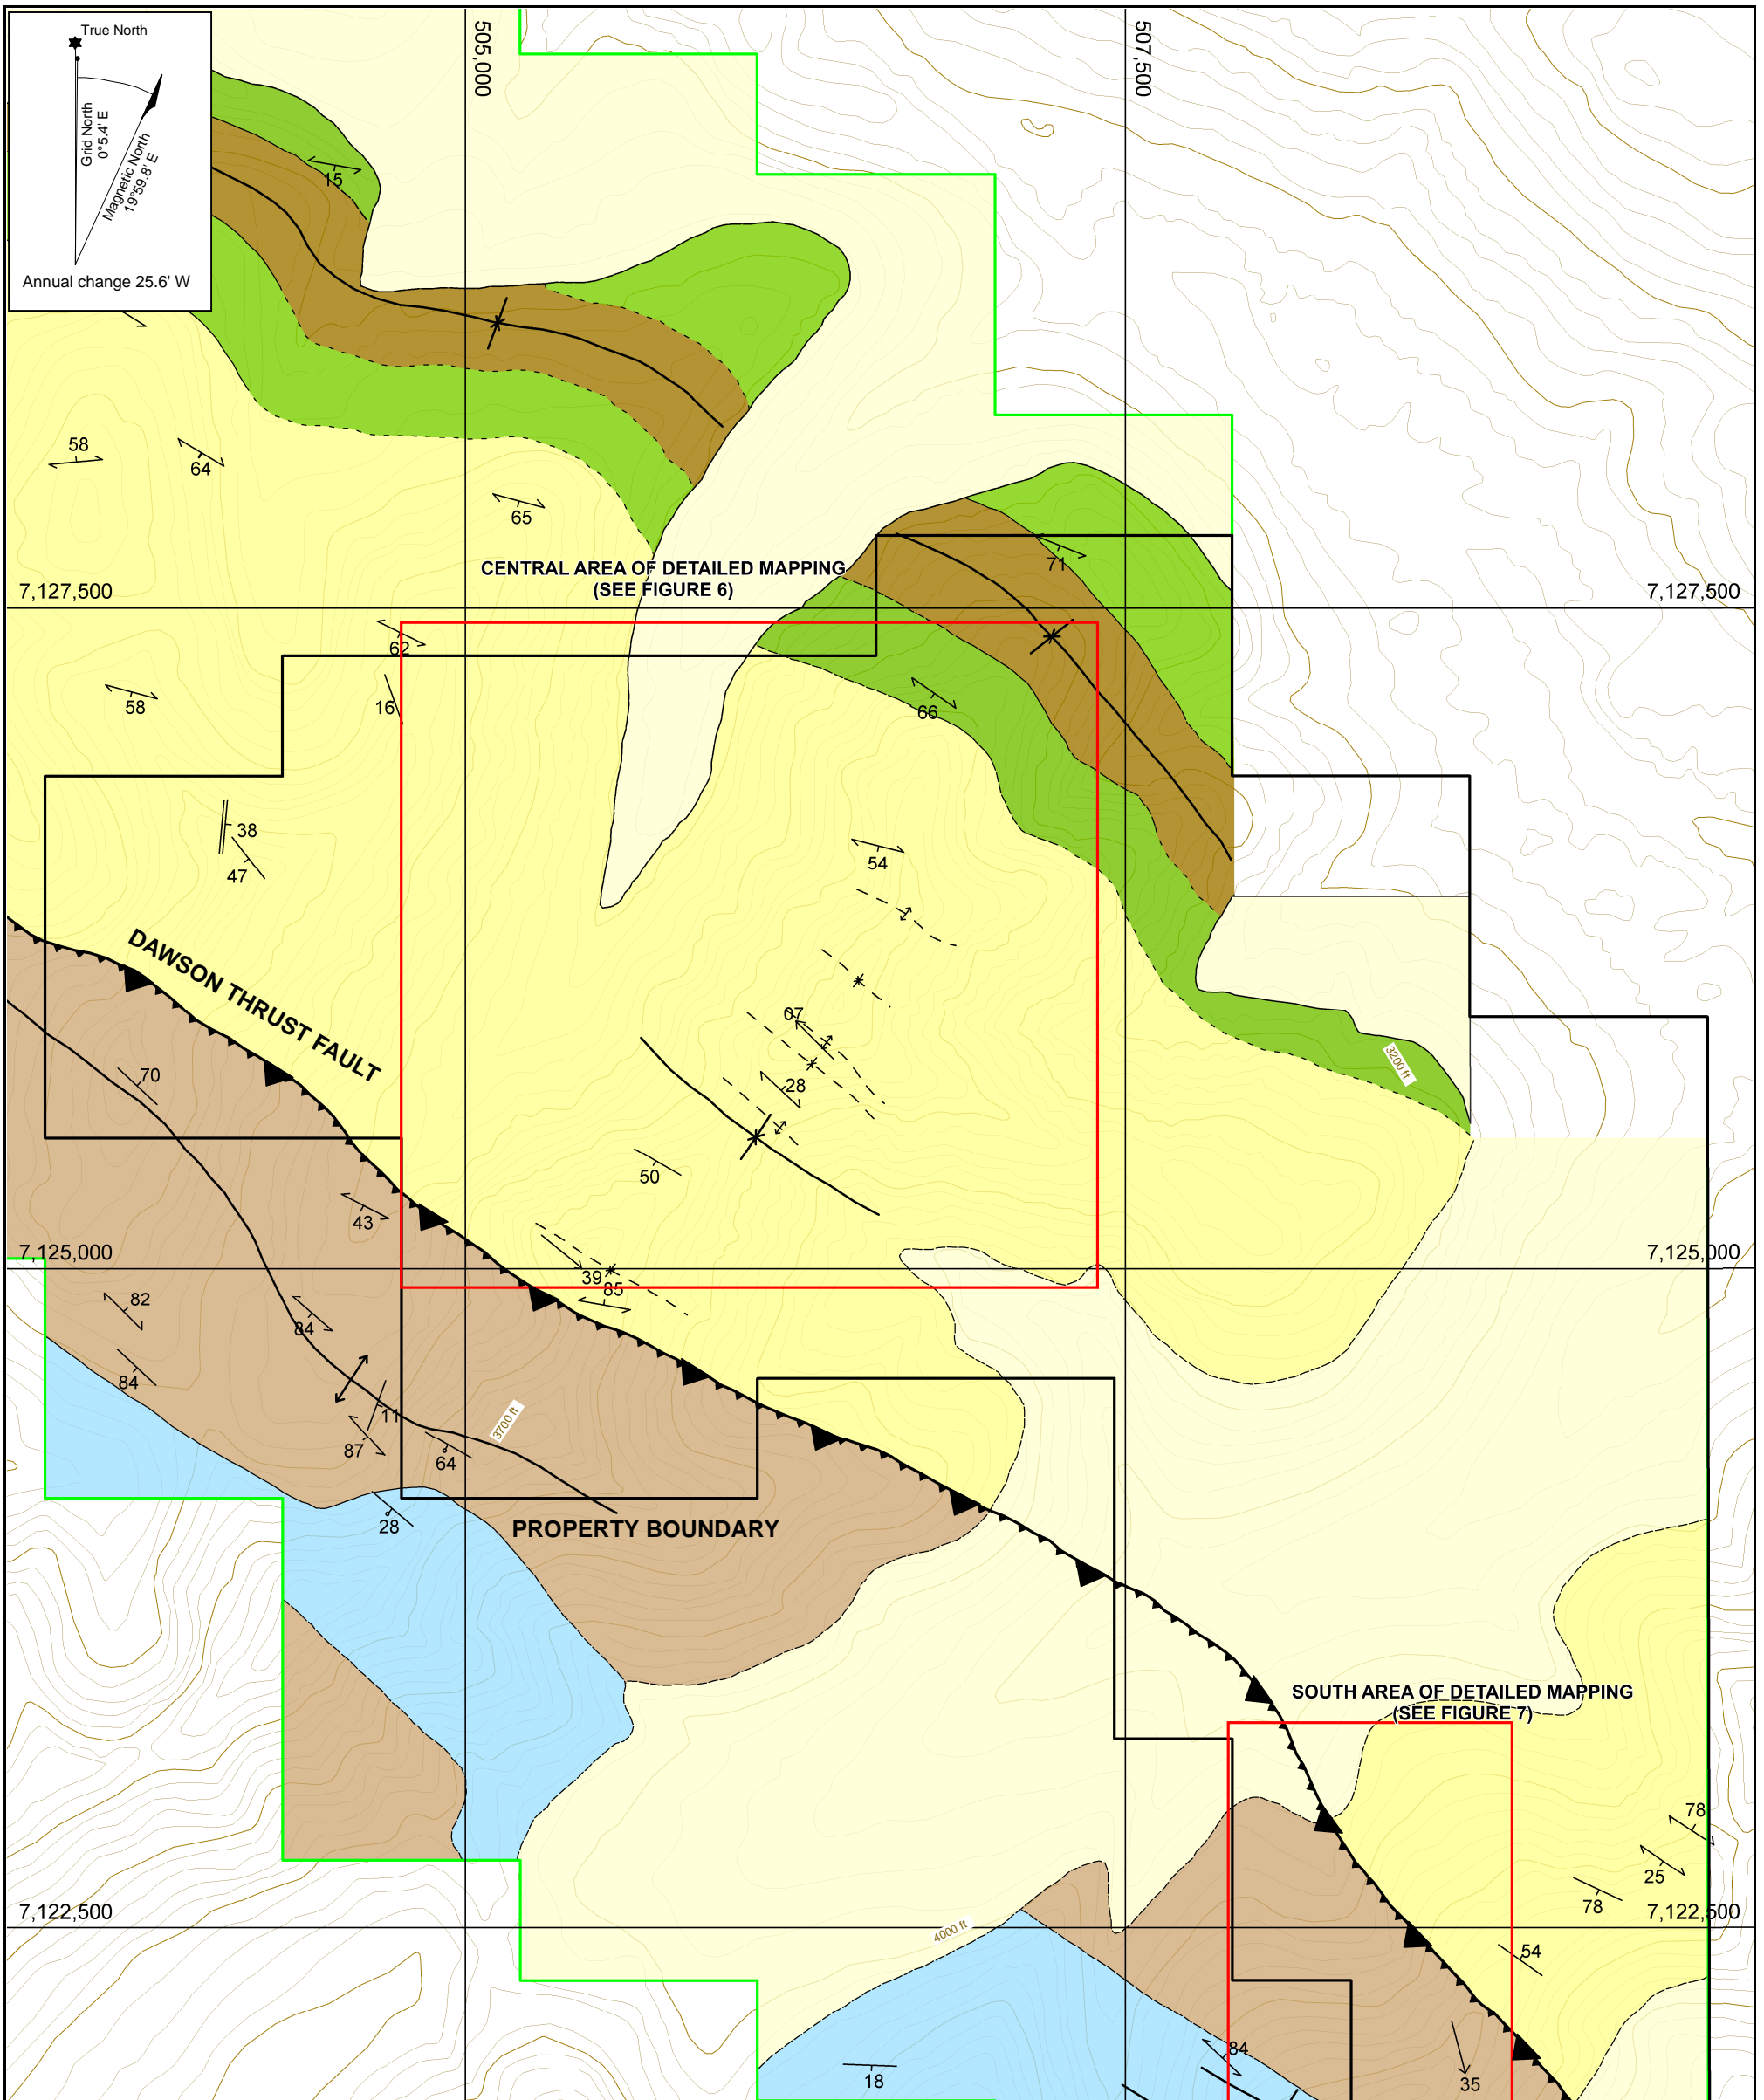 True North
Grid North
0°5.4' E
Magnetic North
19°59.8' E
Annual change 25.6' W
505,000
507,500
15
58
64
65
CENTRAL AREA OF DETAILED MAPPING
(SEE FIGURE 6)
71
7,127,500
7,127,500
62
58
16
66
38
47
54
DAWSON THRUST FAULT
07
28
3200 ft
70
50
43
7,125,000
7,125,000
39
85
82
84
84
11
87
64
3700 ft
28
PROPERTY BOUNDARY
SOUTH AREA OF DETAILED MAPPING
(SEE FIGURE 7)
78
25
78
7,122,500
7,122,500
4000 ft
54
84
18
35